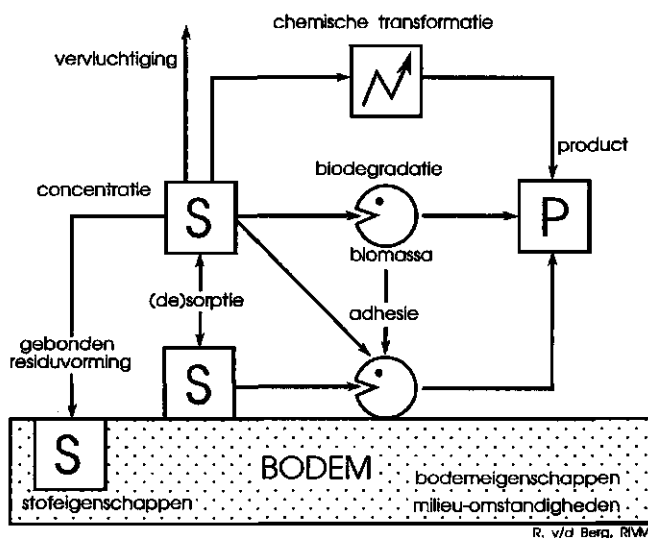 chemische transformatie
vervluchtiging
product
concentratie
biodegradatie
S
P
biomassa
(de)sorptie
adhesie
gebonden
residuvorming
S
S
BODEM
bodemeigenschappen
stofeigenschappen
milieu-omstandigheden
R. v/d Berg, RIVM